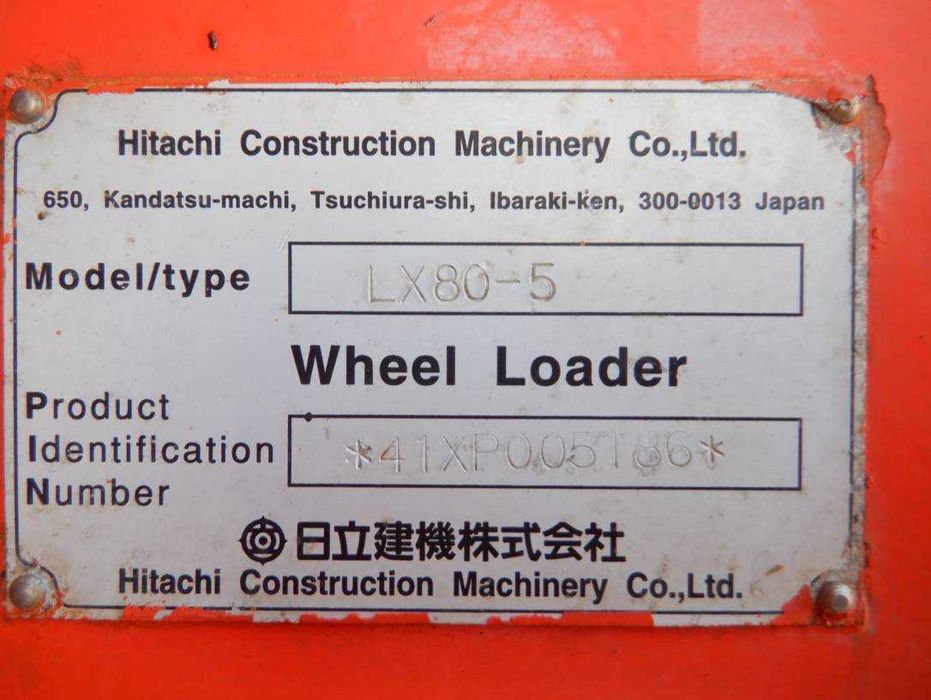 Hitachi Construction Machinery Co.,Ltd.
650, Kandatsu-machi, Tsuchiura-shi, Ibaraki-ken, 300-0013 Japan
Model/type LX80-5
Wheel Loader
Product
Identification *41XP005186*
Number
日立建機株式会社
Hitachi Construction Machinery Co.,Ltd.